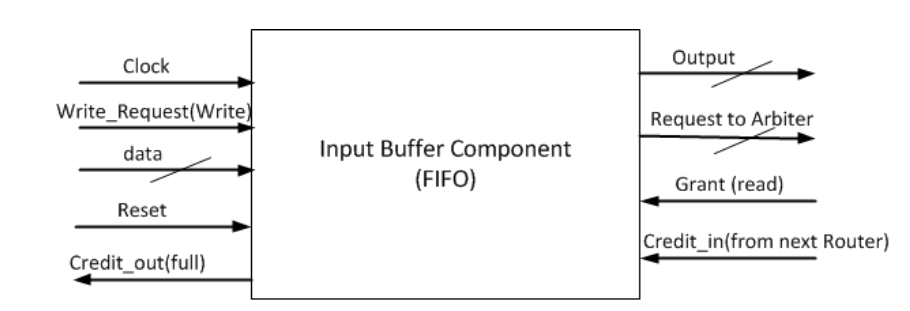 Clock
Write_Request(Write)
data
Reset
Credit_out(full)
Input Buffer Component
(FIFO)
Output
Request to Arbiter
Grant (read)
Credit_in(from next Router)